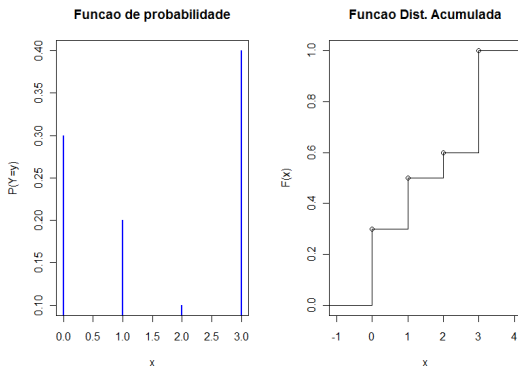 Funcao de probabilidade
P(Y=y)
0.10 0.15 0.20 0.25 0.30 0.35 0.40
0.0 0.5 1.0 1.5 2.0 2.5 3.0
x
Funcao Dist. Acumulada
F(x)
0.0 0.2 0.4 0.6 0.8 1.0
-1 0 1 2 3 4
x